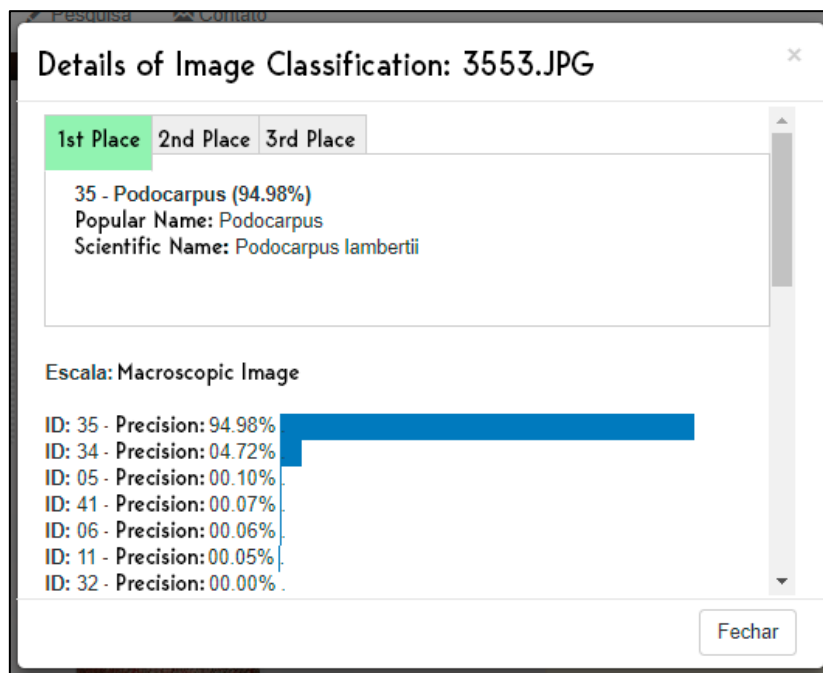 Pesquisa Contato
Details of Image Classification: 3553.JPG ×
1st Place 2nd Place 3rd Place
35 - Podocarpus (94.98%)
Popular Name: Podocarpus
Scientific Name: Podocarpus lambertii
Escala: Macroscopic Image
ID: 35 - Precision: 94.98% .
ID: 34 - Precision: 04.72% .
ID: 05 - Precision: 00.10% .
ID: 41 - Precision: 00.07% .
ID: 06 - Precision: 00.06% .
ID: 11 - Precision: 00.05% .
ID: 32 - Precision: 00.00% .
Fechar